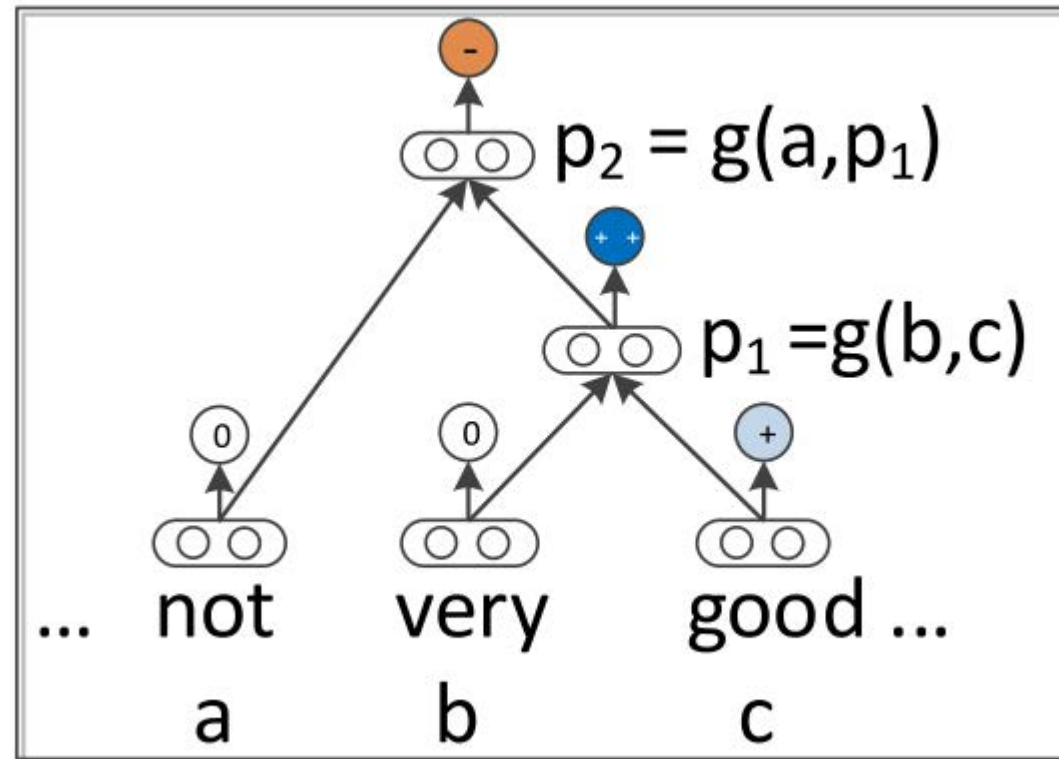 -
p₂ = g(a,p₁)
+ +
p₁ =g(b,c)
0 0 +
... not very good ...
a b c